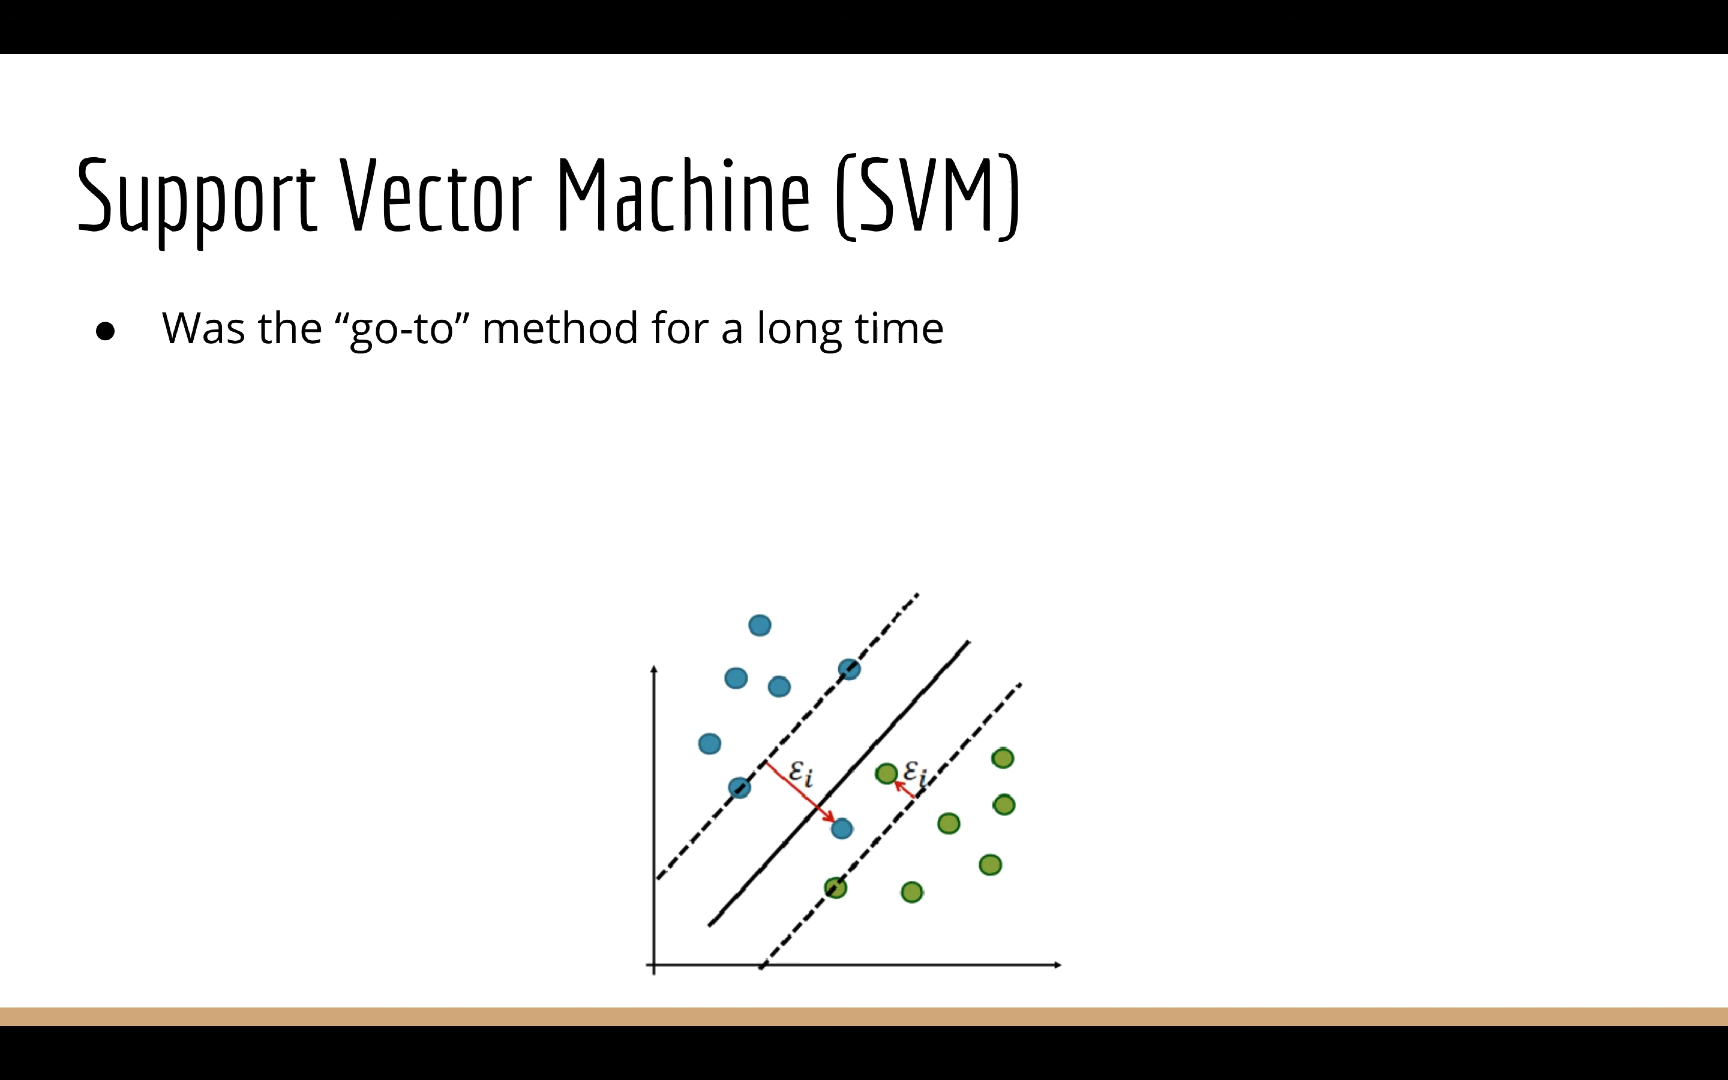 Support Vector Machine (SVM)
● Was the “go-to” method for a long time
εi
εi